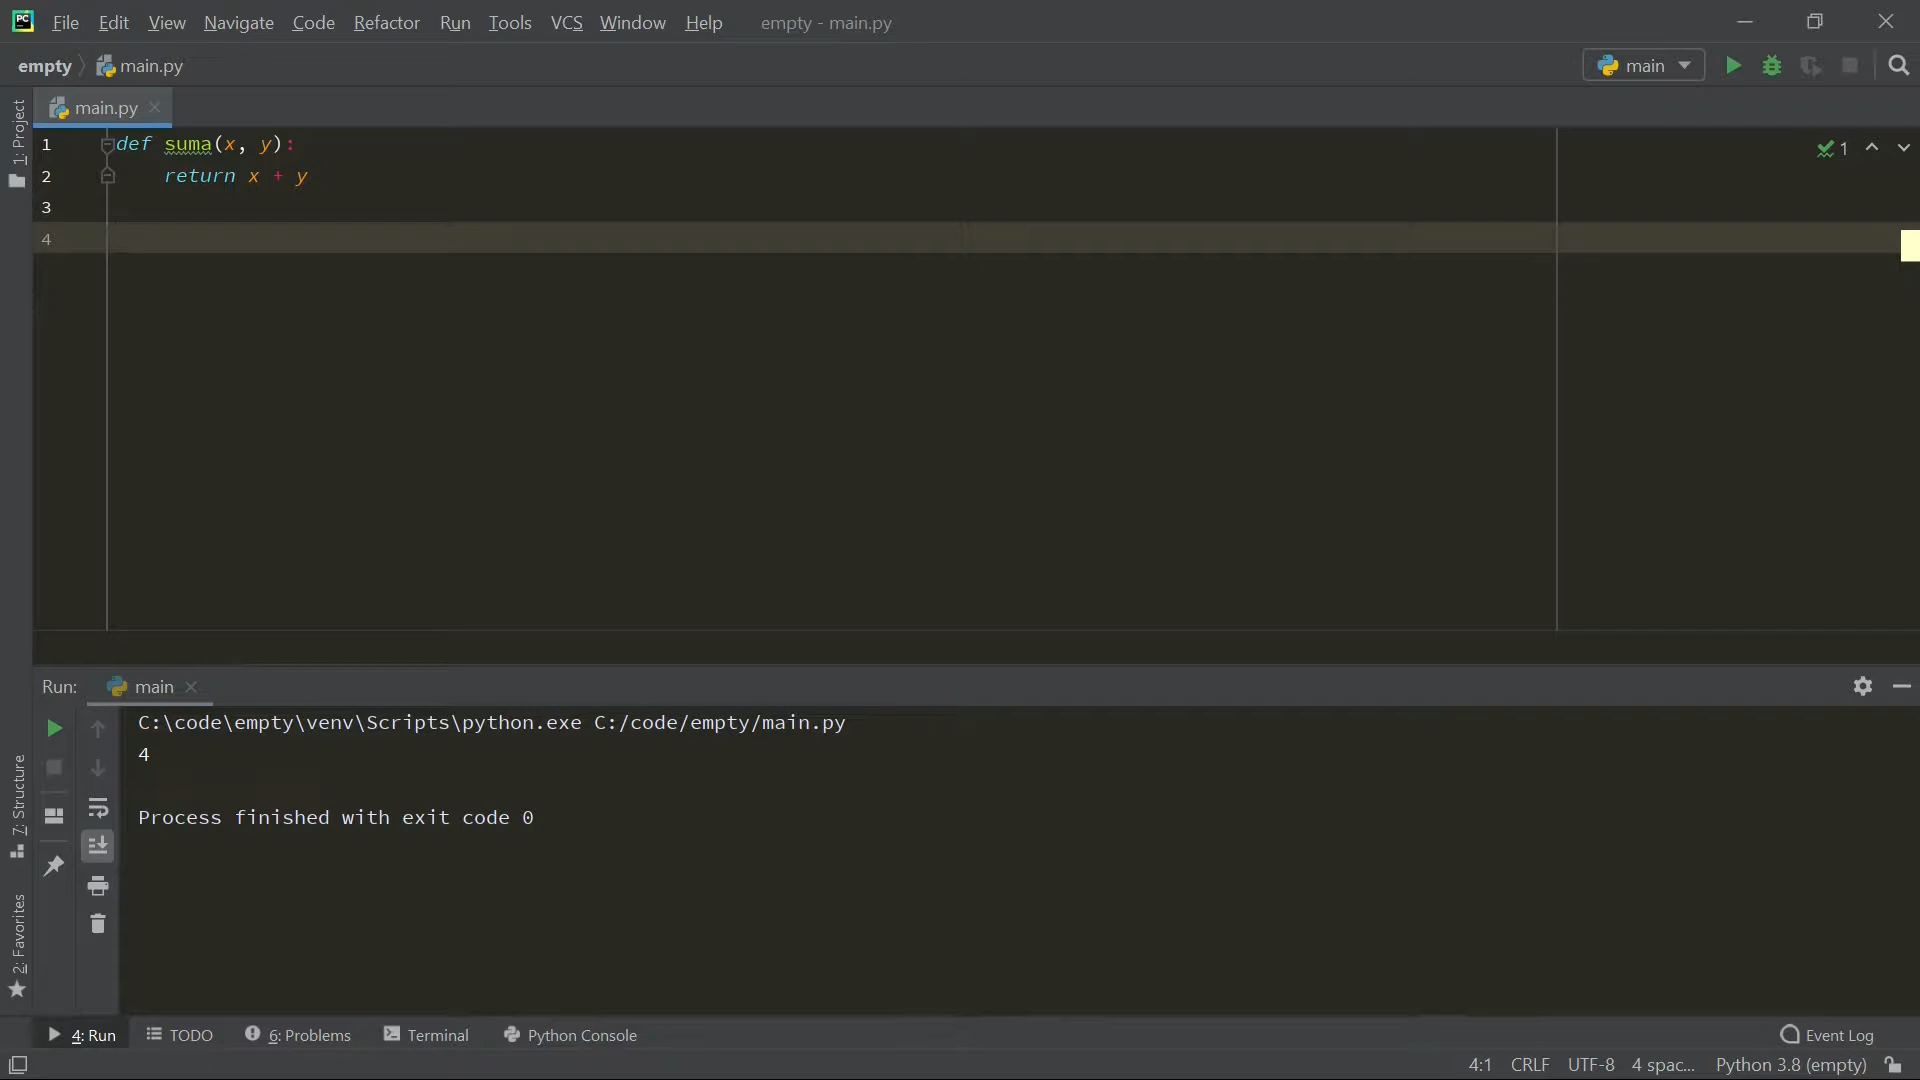 PC File Edit View Navigate Code Refactor Run Tools VCS Window Help empty - main.py
empty main.py main
main.py
1: Project
1 def suma(x, y):
2     return x + y
3
4
1
Run: main
C:\code\empty\venv\Scripts\python.exe C:/code/empty/main.py
4
Process finished with exit code 0
7: Structure
2: Favorites
4: Run TODO 6: Problems Terminal Python Console Event Log
4:1 CRLF UTF-8 4 spac... Python 3.8 (empty)